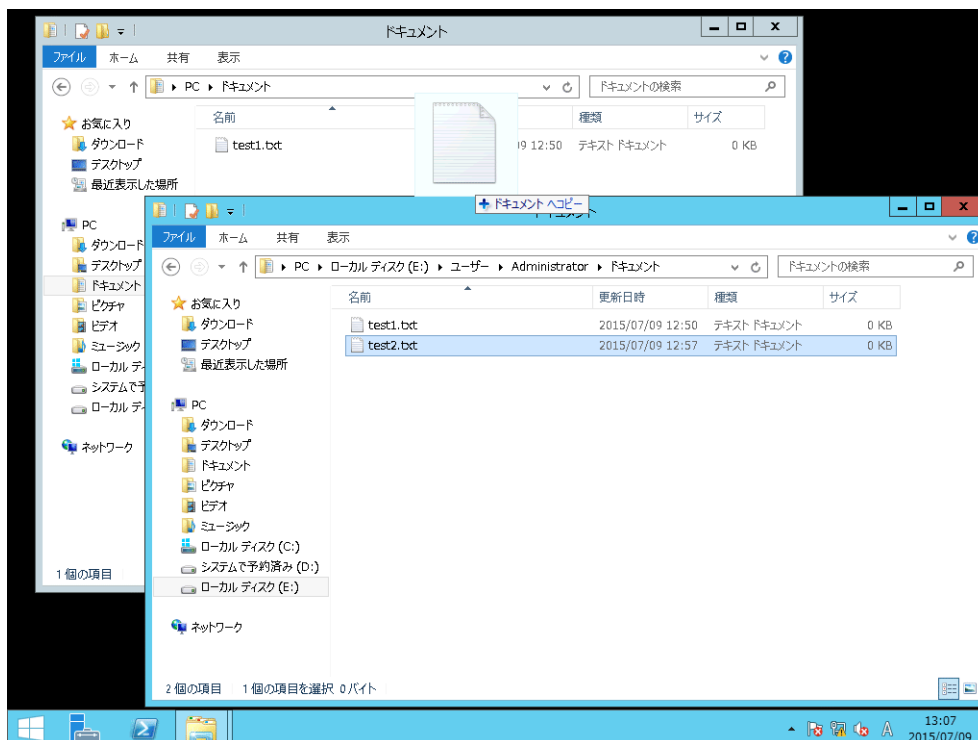 ドキュメント
ファイル ホーム 共有 表示
PC ドキュメント ドキュメントの検索
名前 種類 サイズ
test1.txt 12:50 テキスト ドキュメント 0 KB
お気に入り
ダウンロード
デスクトップ
最近表示した場所
PC
ダウンロード
デスクトップ
ドキュメント
ピクチャ
ビデオ
ミュージック
ローカル
システムで
ローカル
ネットワーク
1 個の項目
ドキュメント へコピー
ファイル ホーム 共有 表示
PC ローカル ディスク (E:) ユーザー Administrator ドキュメント ドキュメントの検索
名前 更新日時 種類 サイズ
test1.txt 2015/07/09 12:50 テキスト ドキュメント 0 KB
test2.txt 2015/07/09 12:57 テキスト ドキュメント 0 KB
お気に入り
ダウンロード
デスクトップ
最近表示した場所
PC
ダウンロード
デスクトップ
ドキュメント
ピクチャ
ビデオ
ミュージック
ローカル ディスク (C:)
システムで予約済み (D:)
ローカル ディスク (E:)
ネットワーク
2 個の項目 1 個の項目を選択 0 バイト
A 13:07
2015/07/09